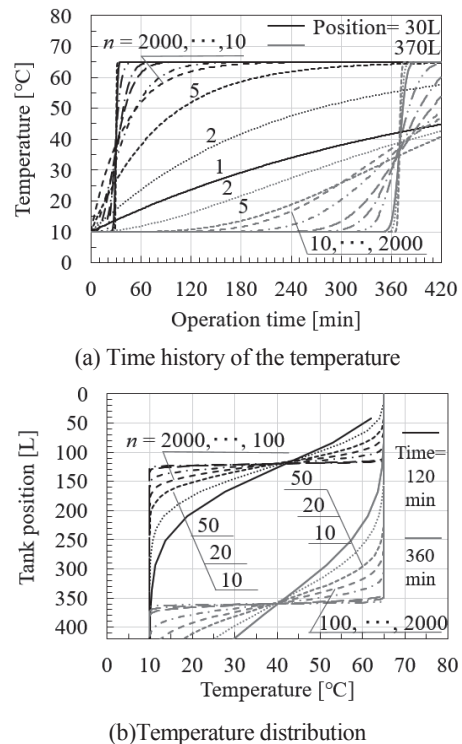 80
70
60
50
40
30
20
10
0
Temperature [℃]
n = 2000, ‥, 10
Position= 30L
370L
5
2
1
2
5
10, ‥, 2000
0 60 120 180 240 300 360 420
Operation time [min]
(a) Time history of the temperature
0
50
100
150
200
250
300
350
400
Tank position [L]
n = 2000, ‥, 100
50
20
10
50
20
10
Time=
120
min
360
min
100, ‥, 2000
0 10 20 30 40 50 60 70 80
Temperature [℃]
(b)Temperature distribution